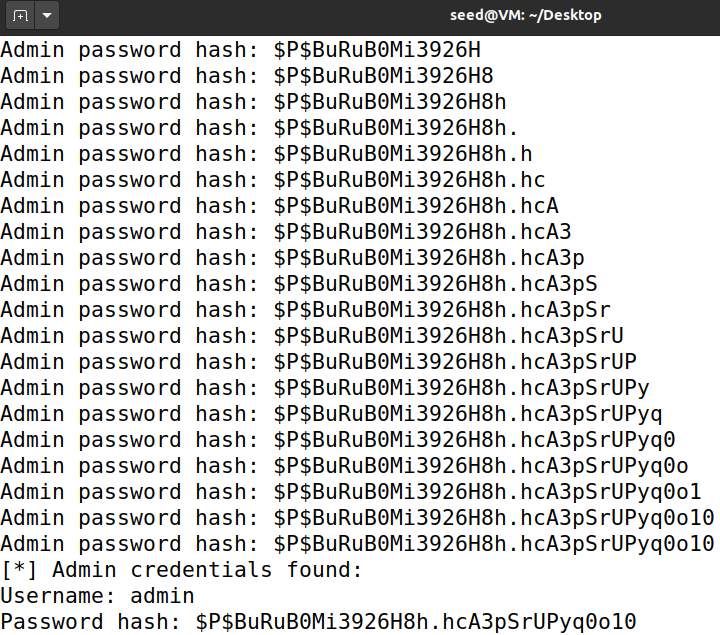 seed@VM: ~/Desktop
Admin password hash: $P$BuRuB0Mi3926H
Admin password hash: $P$BuRuB0Mi3926H8
Admin password hash: $P$BuRuB0Mi3926H8h
Admin password hash: $P$BuRuB0Mi3926H8h.
Admin password hash: $P$BuRuB0Mi3926H8h.h
Admin password hash: $P$BuRuB0Mi3926H8h.hc
Admin password hash: $P$BuRuB0Mi3926H8h.hcA
Admin password hash: $P$BuRuB0Mi3926H8h.hcA3
Admin password hash: $P$BuRuB0Mi3926H8h.hcA3p
Admin password hash: $P$BuRuB0Mi3926H8h.hcA3pS
Admin password hash: $P$BuRuB0Mi3926H8h.hcA3pSr
Admin password hash: $P$BuRuB0Mi3926H8h.hcA3pSrU
Admin password hash: $P$BuRuB0Mi3926H8h.hcA3pSrUP
Admin password hash: $P$BuRuB0Mi3926H8h.hcA3pSrUPy
Admin password hash: $P$BuRuB0Mi3926H8h.hcA3pSrUPyq
Admin password hash: $P$BuRuB0Mi3926H8h.hcA3pSrUPyq0
Admin password hash: $P$BuRuB0Mi3926H8h.hcA3pSrUPyq0o
Admin password hash: $P$BuRuB0Mi3926H8h.hcA3pSrUPyq0o1
Admin password hash: $P$BuRuB0Mi3926H8h.hcA3pSrUPyq0o10
Admin password hash: $P$BuRuB0Mi3926H8h.hcA3pSrUPyq0o10
[*] Admin credentials found:
Username: admin
Password hash: $P$BuRuB0Mi3926H8h.hcA3pSrUPyq0o10